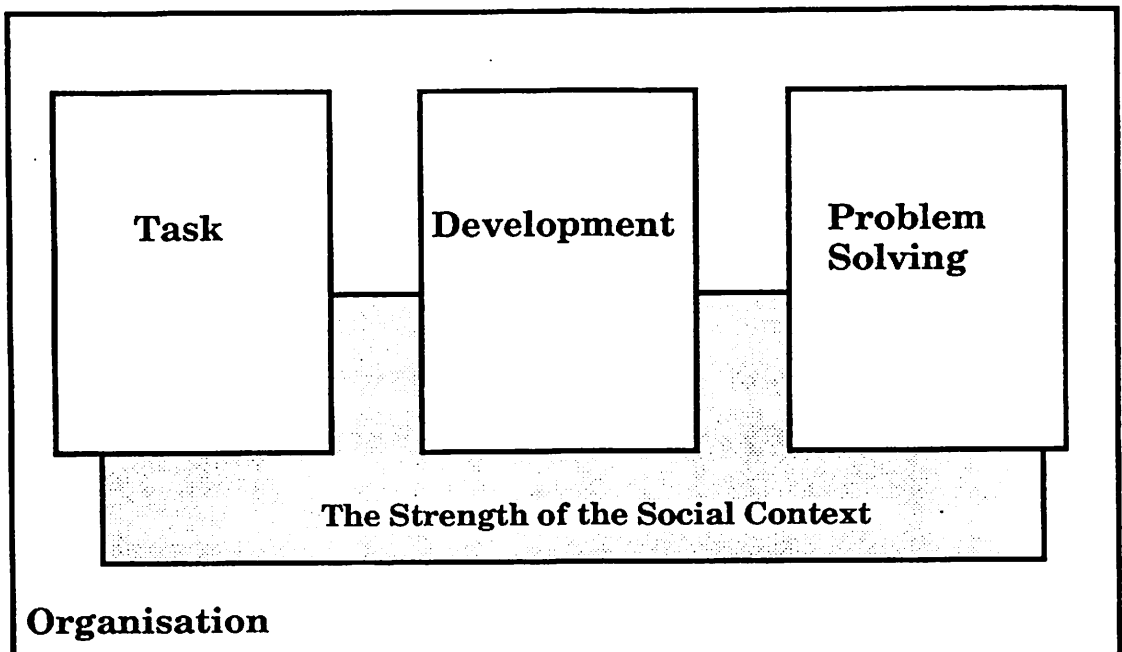 Task
Development
Problem
Solving
The Strength of the Social Context
Organisation